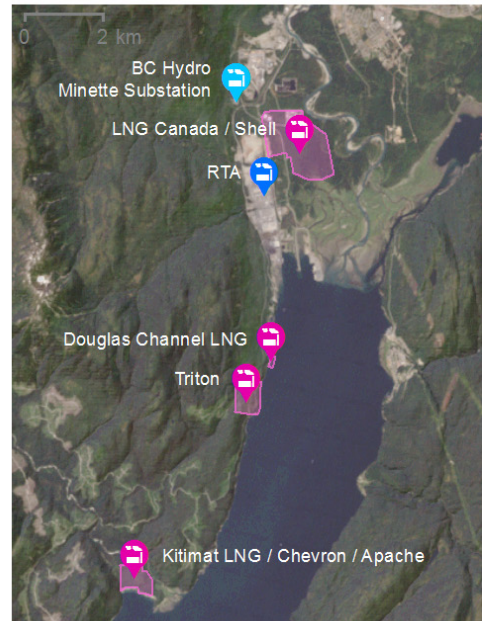 0 2 km
BC Hydro
Minette Substation
LNG Canada / Shell
RTA
Douglas Channel LNG
Triton
Kitimat LNG / Chevron / Apache